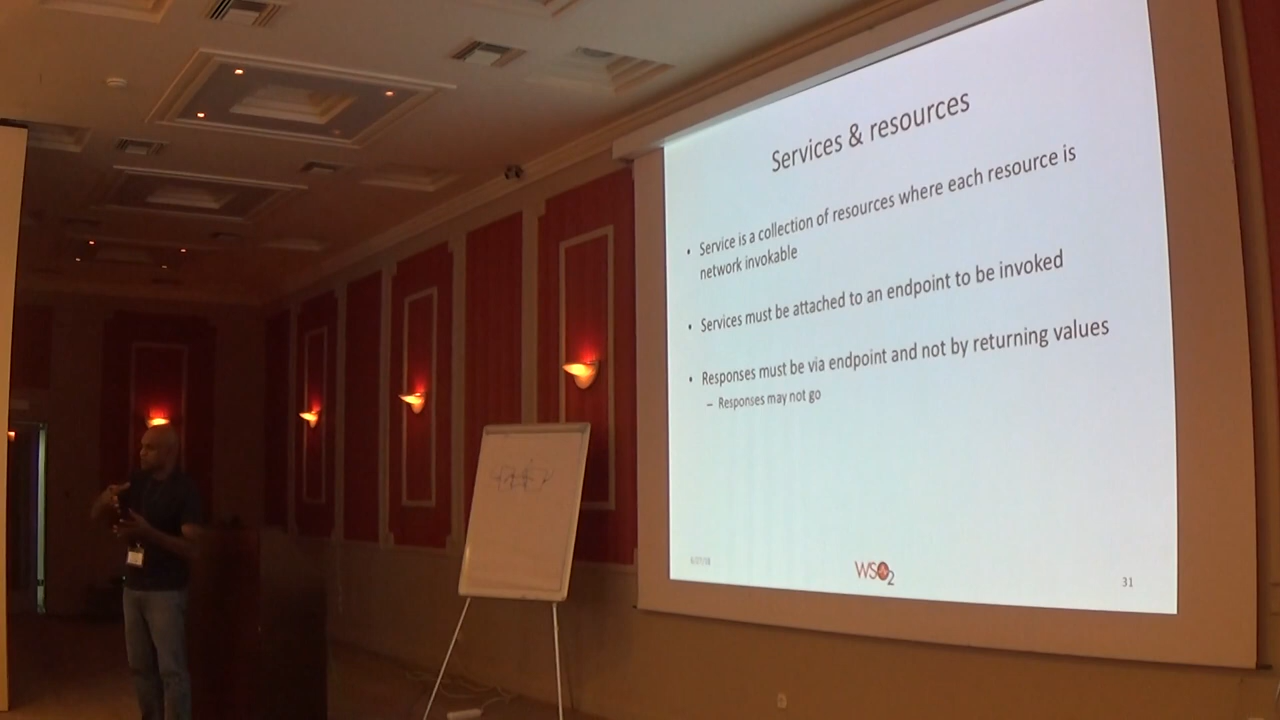 Services & resources
• Service is a collection of resources where each resource is
network invokable
• Services must be attached to an endpoint to be invoked
• Responses must be via endpoint and not by returning values
– Responses may not go
WSO2
31